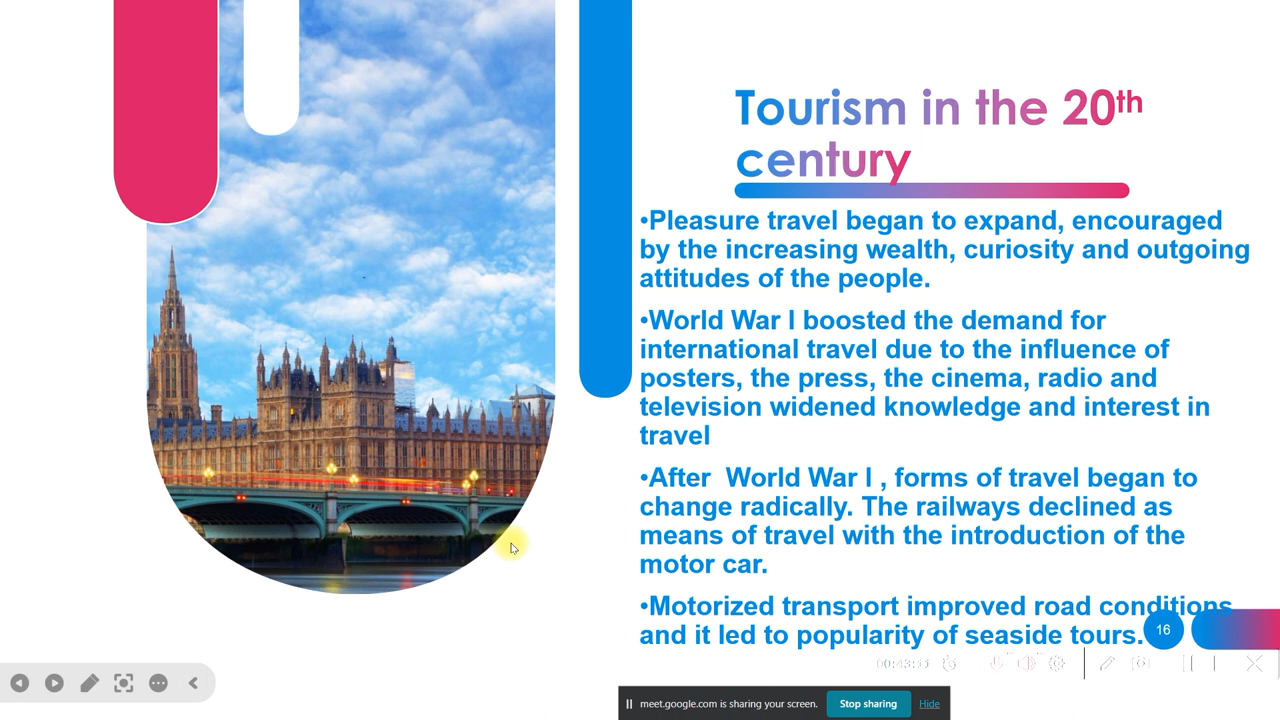 Tourism in the 20th
century
•Pleasure travel began to expand, encouraged
by the increasing wealth, curiosity and outgoing
attitudes of the people.
•World War I boosted the demand for
international travel due to the influence of
posters, the press, the cinema, radio and
television widened knowledge and interest in
travel
•After  World War I , forms of travel began to
change radically. The railways declined as
means of travel with the introduction of the
motor car.
•Motorized transport improved road conditions
and it led to popularity of seaside tours.
16
meet.google.com is sharing your screen.
Stop sharing
Hide